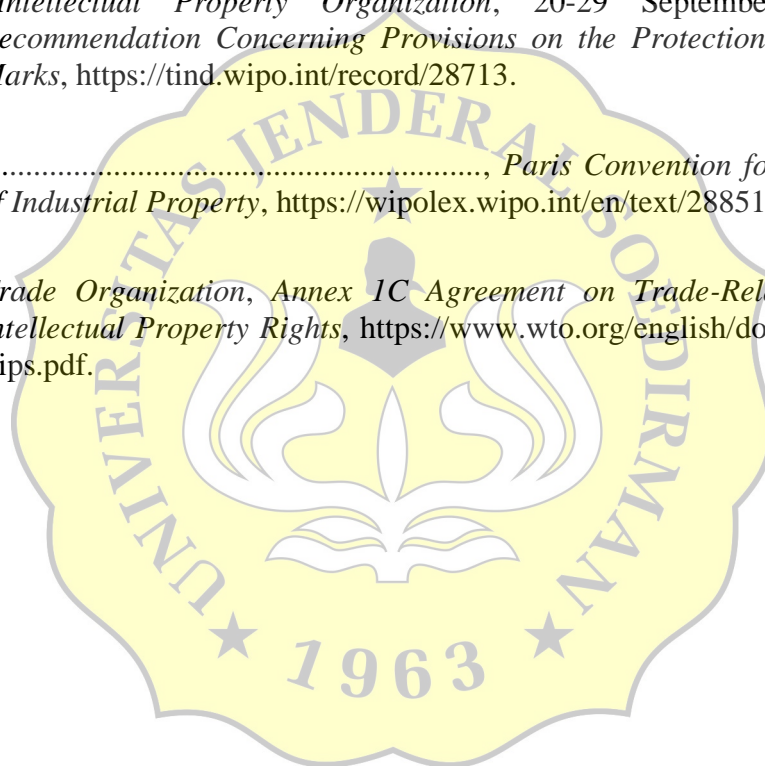 Intellectual Property Organization, 20-29 September
ecommendation Concerning Provisions on the Protection
Marks, https://tind.wipo.int/record/28713.
......................................................, Paris Convention fo
f Industrial Property, https://wipolex.wipo.int/en/text/28851
rade Organization, Annex 1C Agreement on Trade-Rel
ntellectual Property Rights, https://www.wto.org/english/do
ips.pdf.
UNIVERSITAS JENDERAL SOEDIRMAN
1963